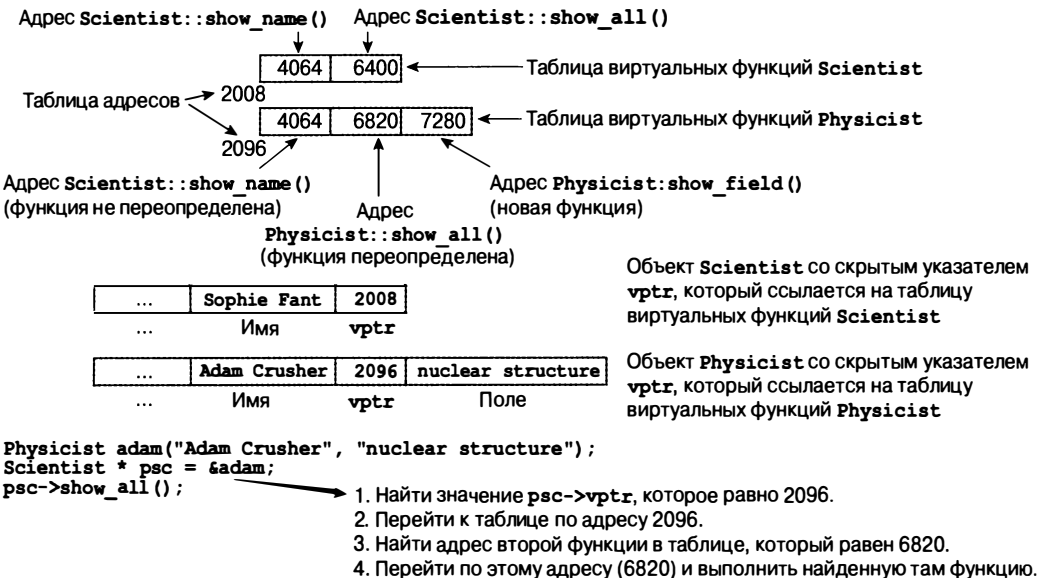 Адрес Scientist::show_name() Адрес Scientist::show_all()
4064 6400 Таблица виртуальных функций Scientist
Таблица адресов 2008
4064 6820 7280 Таблица виртуальных функций Physicist
2096
Адрес Scientist::show_name()
(функция не переопределена)
Адрес
Physicist::show_all()
(функция переопределена)
Адрес Physicist:show_field()
(новая функция)
... Sophie Fant 2008
... Имя vptr
Объект Scientist со скрытым указателем
vptr, который ссылается на таблицу
виртуальных функций Scientist
... Adam Crusher 2096 nuclear structure
... Имя vptr Поле
Объект Physicist со скрытым указателем
vptr, который ссылается на таблицу
виртуальных функций Physicist
Physicist adam("Adam Crusher", "nuclear structure");
Scientist * psc = &adam;
psc->show_all();
1. Найти значение psc->vptr, которое равно 2096.
2. Перейти к таблице по адресу 2096.
3. Найти адрес второй функции в таблице, который равен 6820.
4. Перейти по этому адресу (6820) и выполнить найденную там функцию.